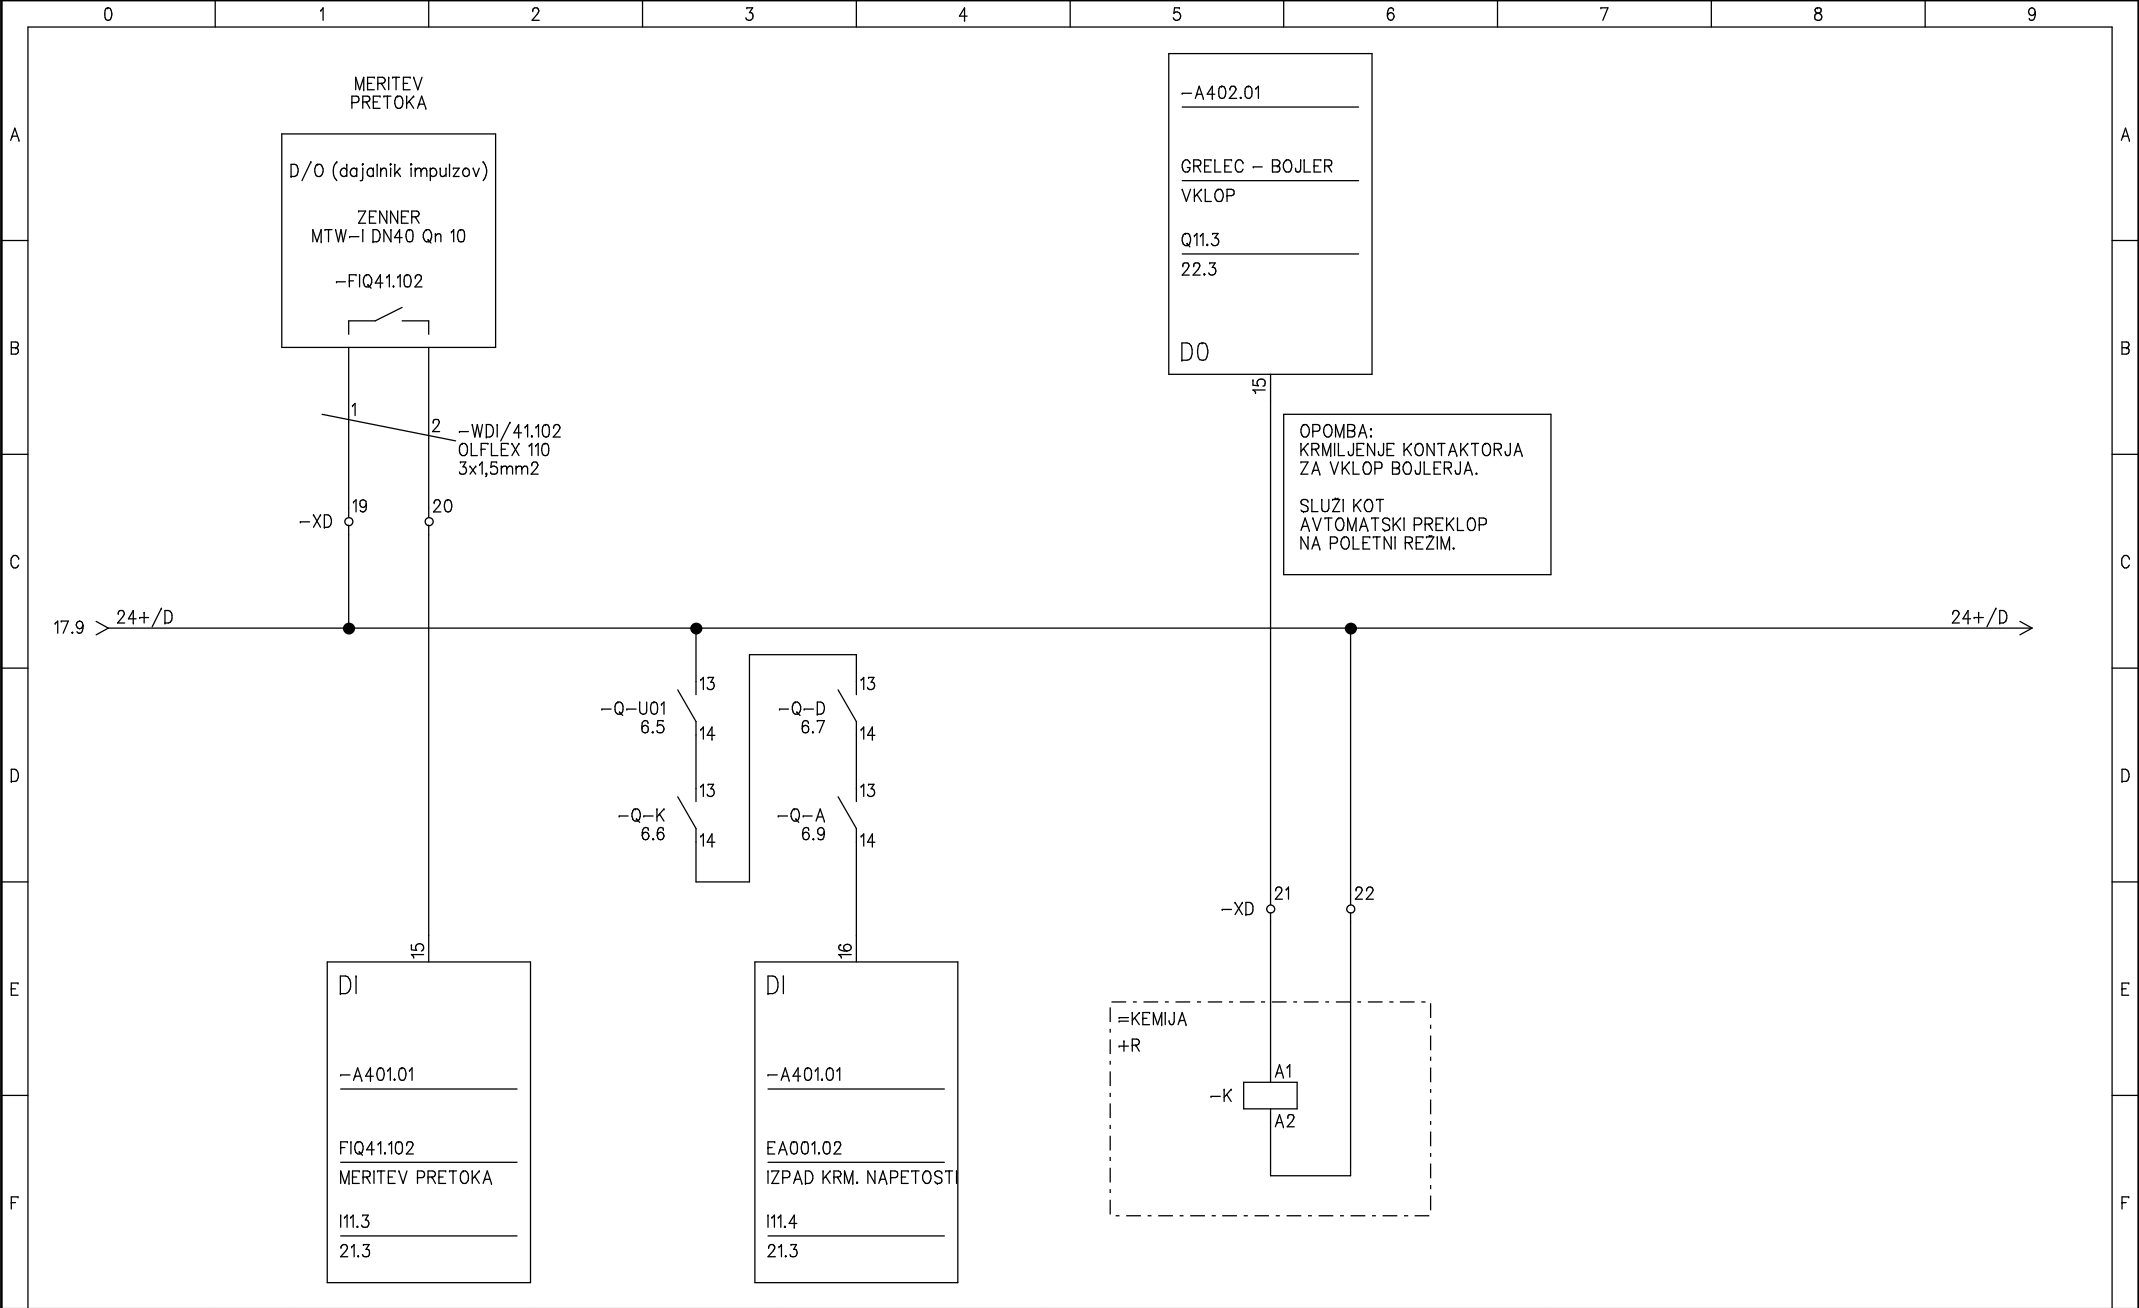 0 1 2 3 4 5 6 7 8 9
A
B
C
D
E
F
MERITEV
PRETOKA
D/O (dajalnik impulzov)
ZENNER
MTW-I DN40 Qn 10
-FIQ41.102
1
2
-WDI/41.102
OLFLEX 110
3x1,5mm2
-XD
19
20
-A402.01
GRELEC - BOJLER
VKLOP
Q11.3
22.3
DO
15
OPOMBA:
KRMILJENJE KONTAKTORJA
ZA VKLOP BOJLERJA.
SLUŽI KOT
AVTOMATSKI PREKLOP
NA POLETNI REŽIM.
17.9
24+/D
24+/D
13
-Q-U01
6.5
14
13
-Q-K
6.6
14
13
-Q-D
6.7
14
13
-Q-A
6.9
14
15
DI
-A401.01
FIQ41.102
MERITEV PRETOKA
I11.3
21.3
16
DI
-A401.01
EA001.02
IZPAD KRM. NAPETOSTI
I11.4
21.3
-XD
21
22
=KEMIJA
+R
A1
-K
A2
A
B
C
D
E
F